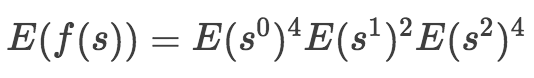 E(f(s)) = E(s⁰)⁴E(s¹)²E(s²)⁴